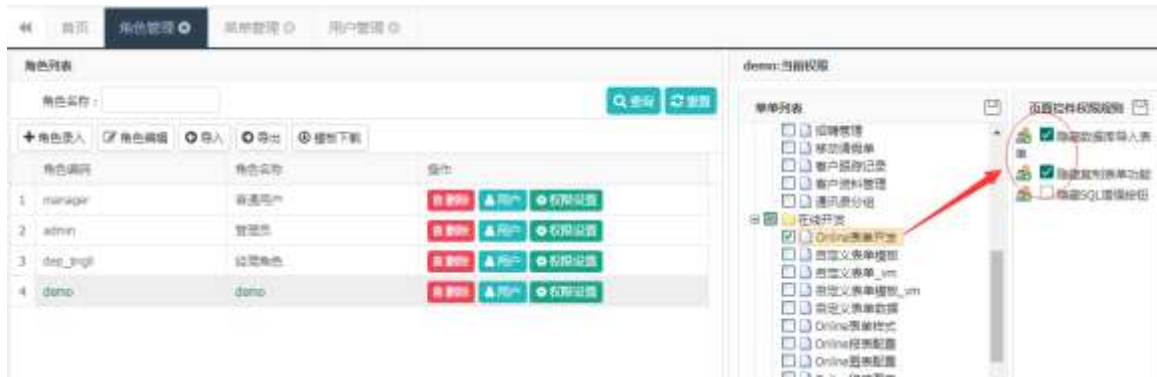 首页 角色管理 菜单管理 用户管理
角色列表
角色名称：
查询 重置
角色录入 角色编辑 导入 导出 模板下载
角色编码 角色名称 操作
1 manager 普通用户 删除 用户 权限设置
2 admin 管理员 删除 用户 权限设置
3 经理角色 删除 用户 权限设置
4 demo demo 删除 用户 权限设置
demo:当前权限
菜单列表
招聘管理
移动请假单
客户跟踪记录
客户资料管理
通讯录分组
在线开发
Online表单开发
自定义表单模板
自定义表单_vm
自定义表单模板_vm
自定义表单数据
Online表单样式
Online报表配置
Online图表配置
页面控件权限规则
隐藏数据库导入表
单
隐藏复制表单功能
隐藏SQL增强按钮